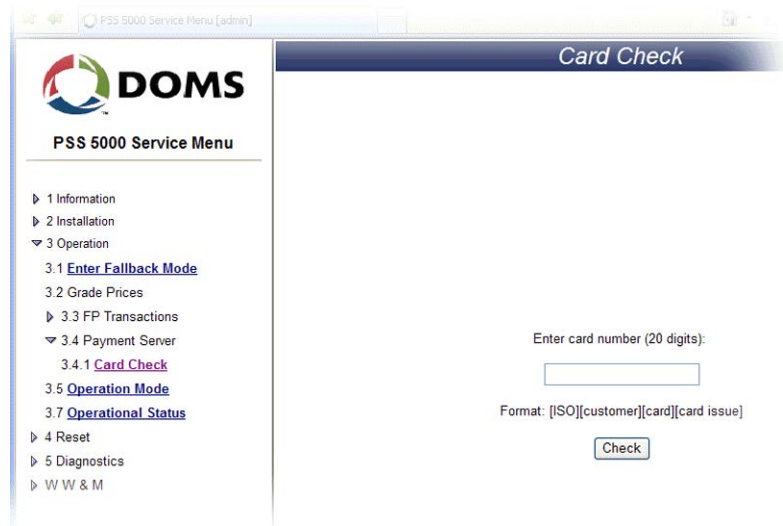 PSS 5000 Service Menu [admin]
Card Check
DOMS
TM
PSS 5000 Service Menu
1 Information
2 Installation
3 Operation
3.1 Enter Fallback Mode
3.2 Grade Prices
3.3 FP Transactions
3.4 Payment Server
3.4.1 Card Check
3.5 Operation Mode
3.7 Operational Status
4 Reset
5 Diagnostics
W W & M
Enter card number (20 digits):
Format: [ISO][customer][card][card issue]
Check